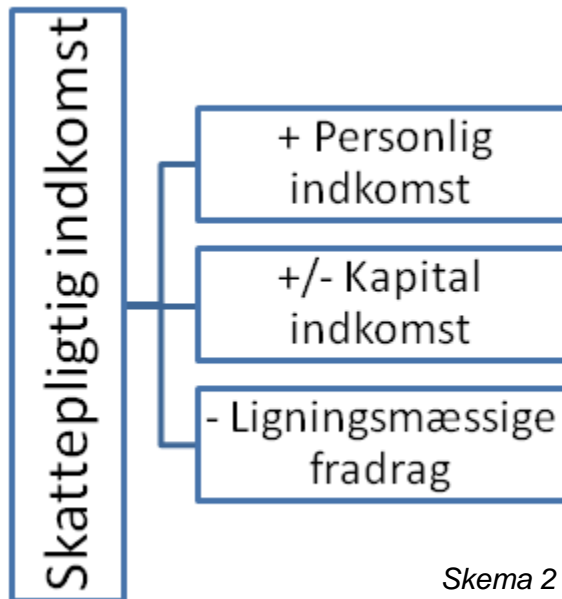 Skattepligtig indkomst
+ Personlig
indkomst
+/- Kapital
indkomst
- Ligningsmæssige
fradrag
Skema 2